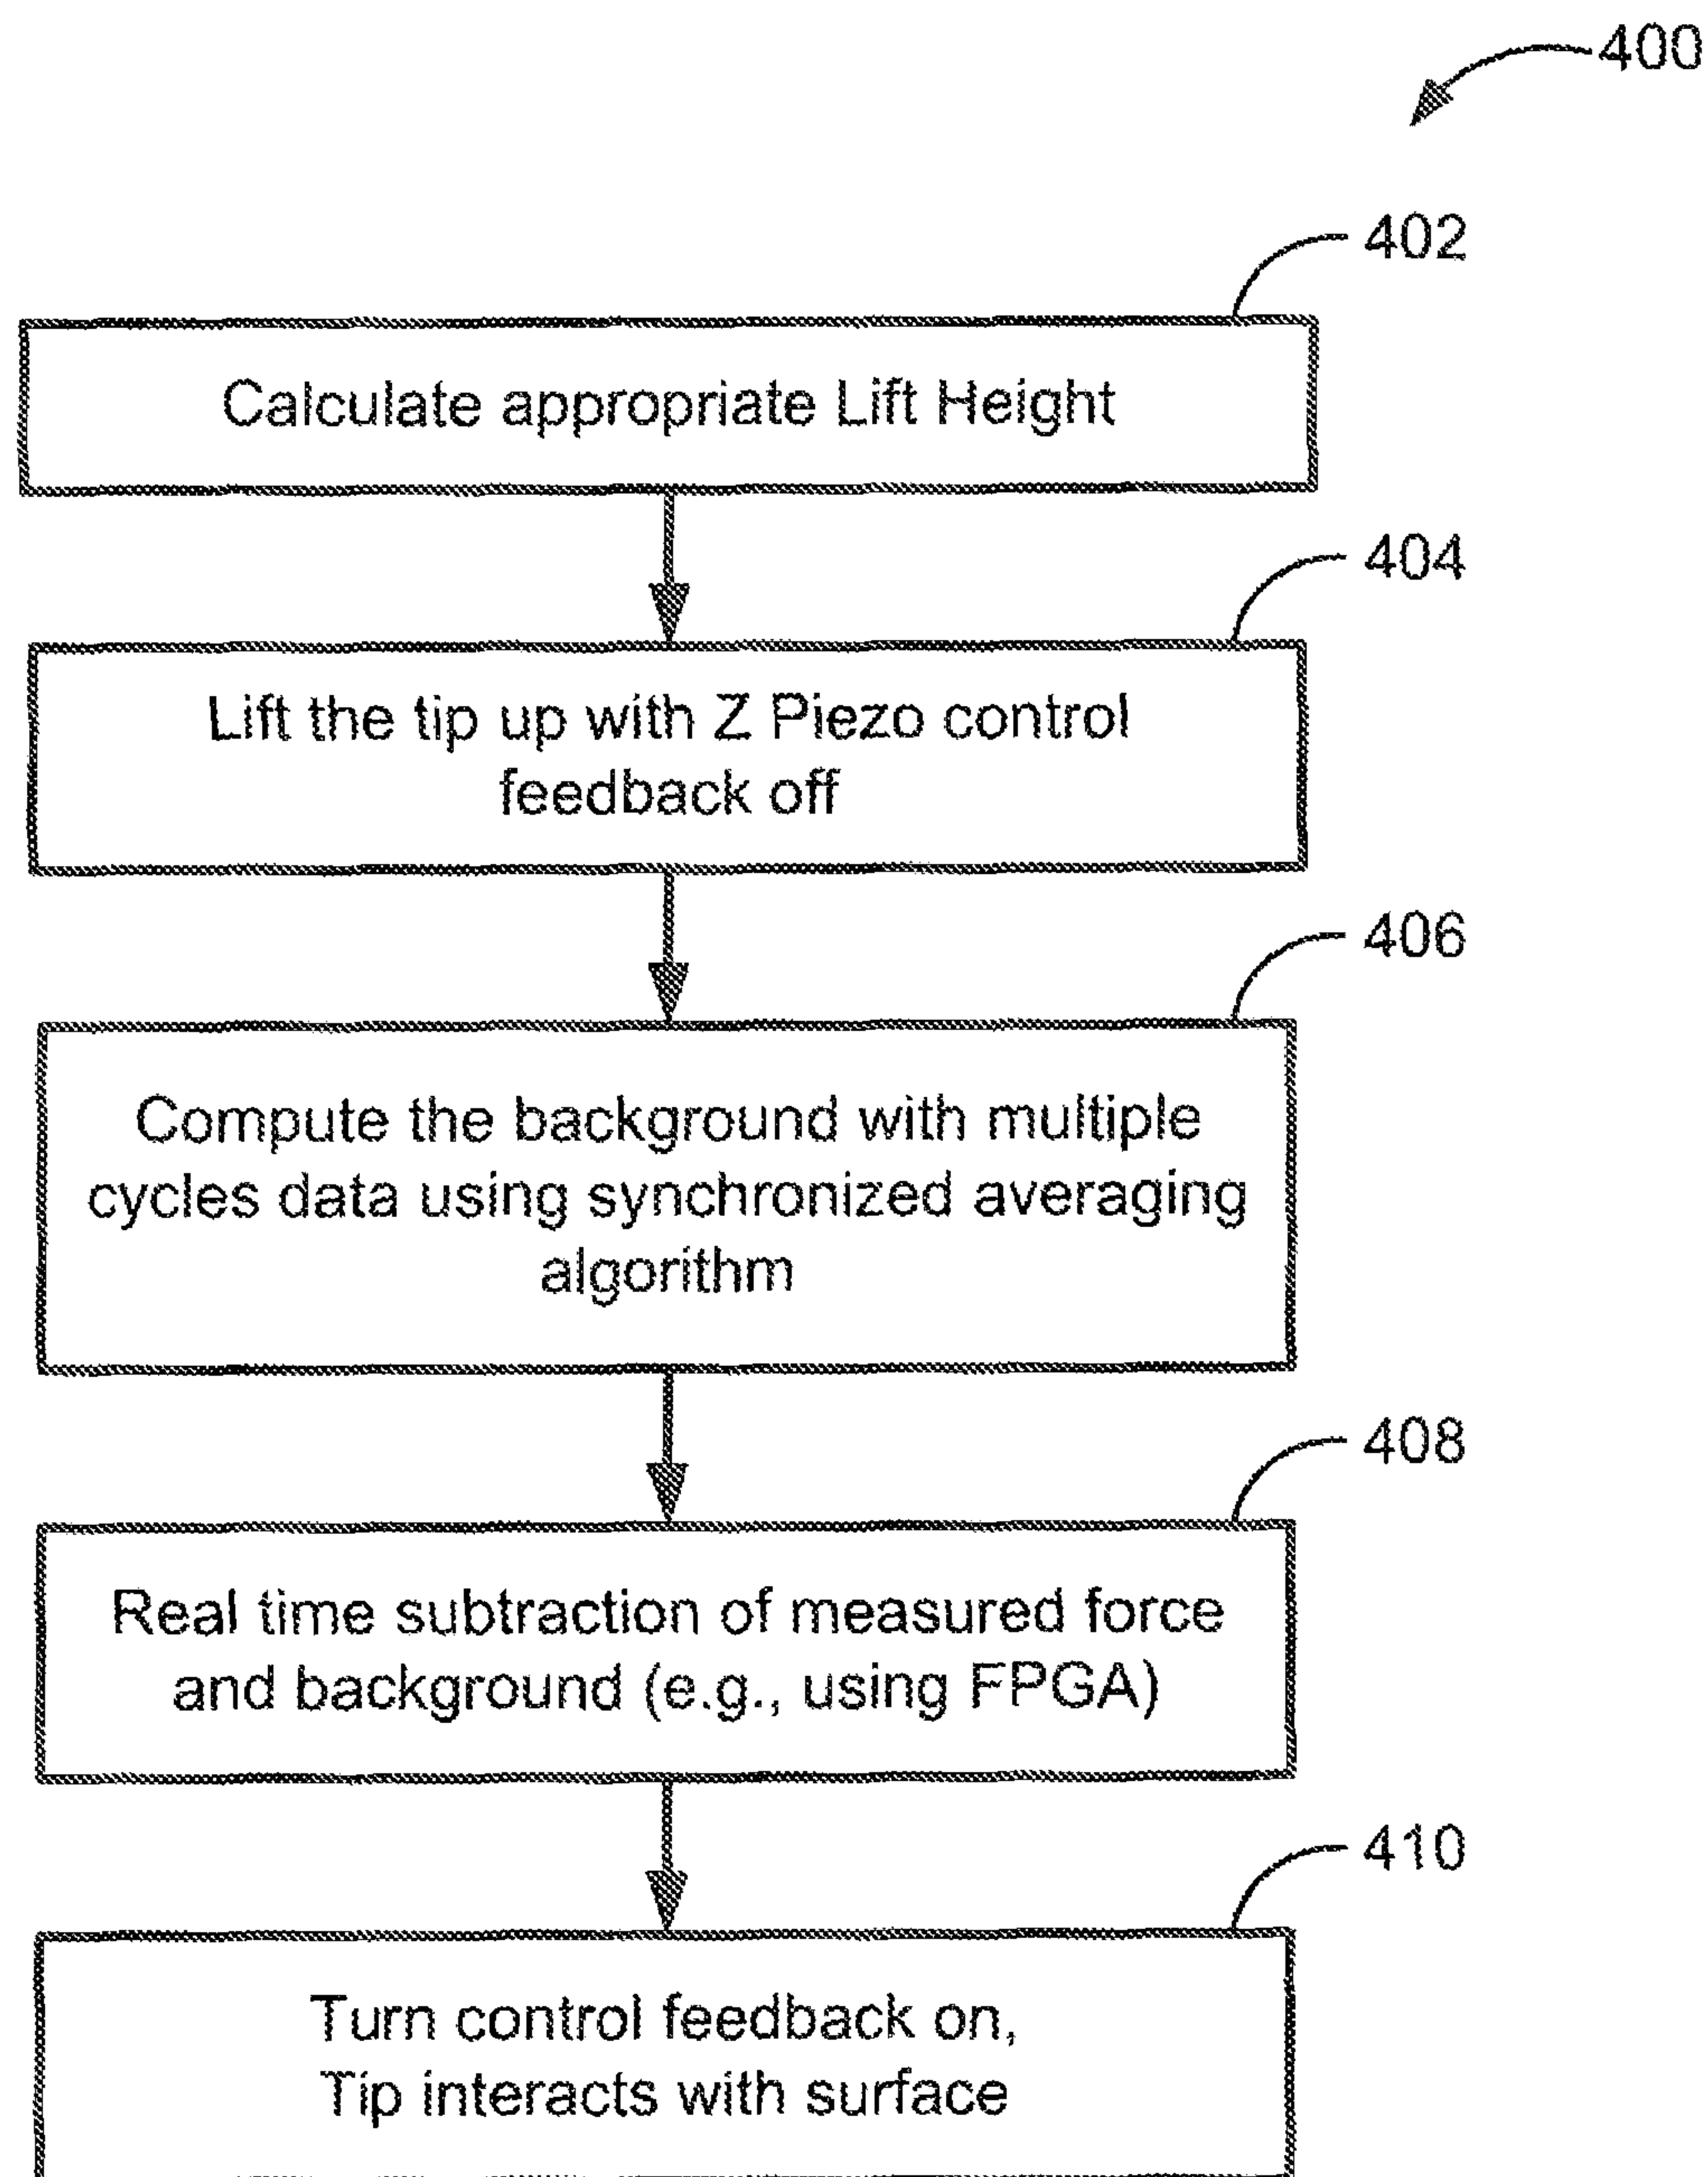 400
402
Calculate appropriate Lift Height
404
Lift the tip up with Z Piezo control
feedback off
406
Compute the background with multiple
cycles data using synchronized averaging
algorithm
408
Real time subtraction of measured force
and background (e.g., using FPGA)
410
Turn control feedback on,
Tip interacts with surface